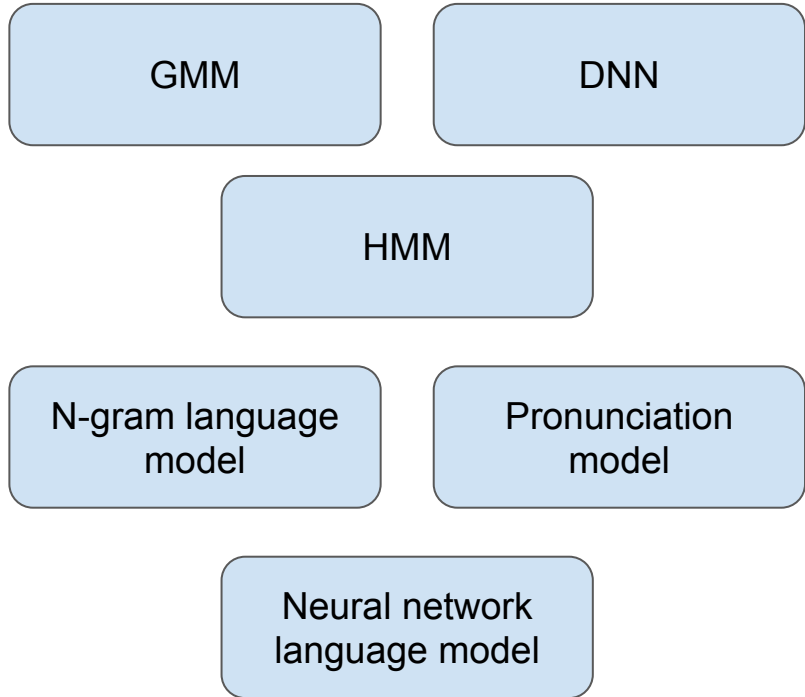 GMM
DNN
HMM
N-gram language
model
Pronunciation
model
Neural network
language model